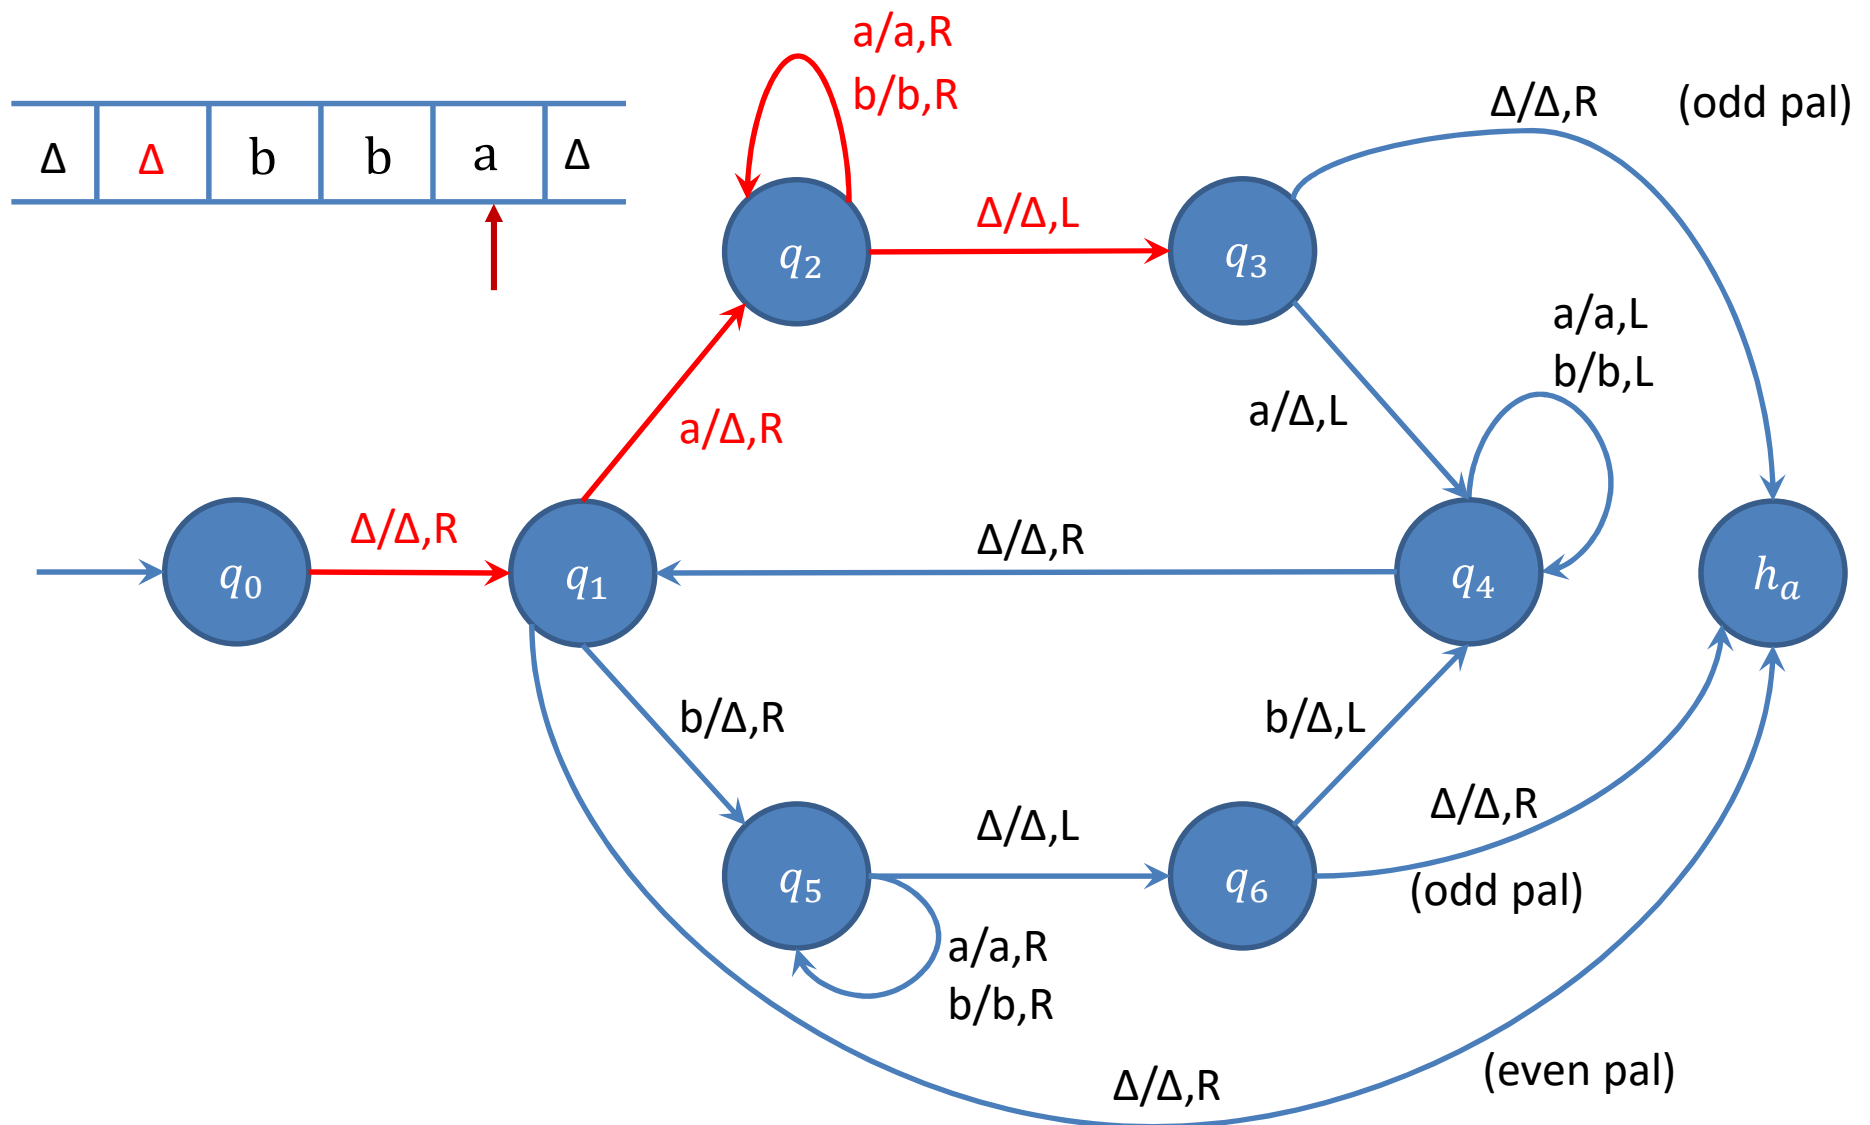 a/a,R
b/b,R
Δ/Δ,R (odd pal)
Δ Δ b b a Δ
Δ/Δ,L
q₂ q₃
a/a,L
b/b,L
a/Δ,R a/Δ,L
Δ/Δ,R Δ/Δ,R
q₀ q₁ q₄ hₐ
b/Δ,R b/Δ,L
Δ/Δ,L Δ/Δ,R
q₅ q₆ (odd pal)
a/a,R
b/b,R
Δ/Δ,R (even pal)